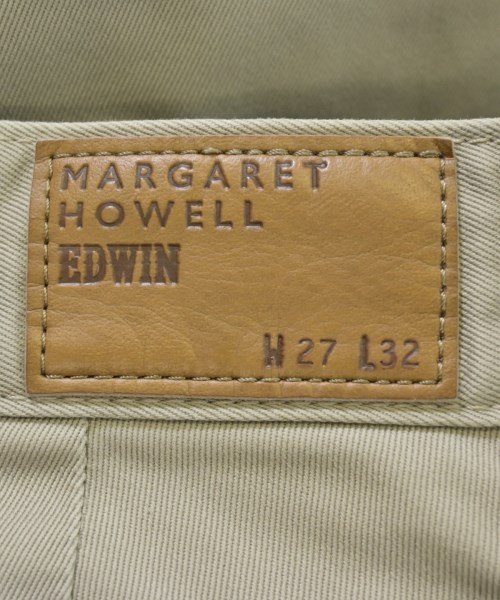 MARGARET
HOWELL
EDWIN
W 27 L32